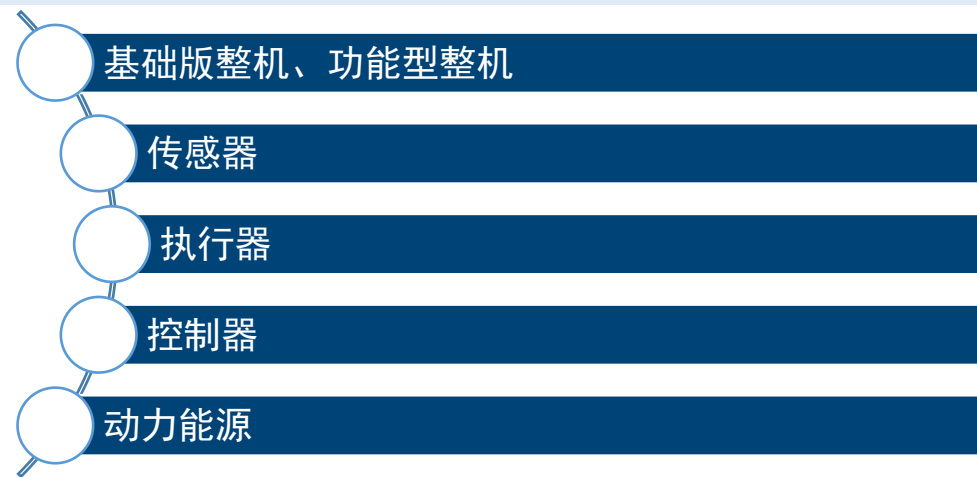 基础版整机、功能型整机
传感器
执行器
控制器
动力能源